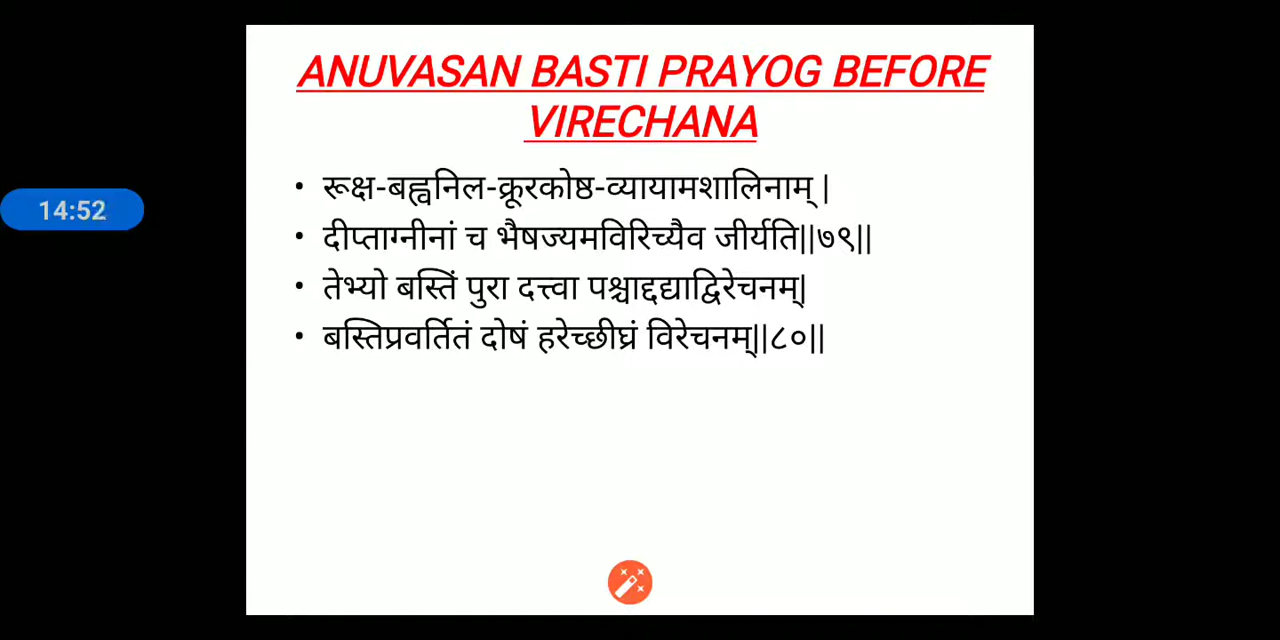 ANUVASAN BASTI PRAYOG BEFORE
VIRECHANA
• रूक्ष-बह्वनिल-क्रूरकोष्ठ-व्यायामशालिनाम् |
14:52
• दीप्ताग्नीनां च भैषज्यमविरिच्यैव जीर्यति||७९||
• तेभ्यो बस्तिं पुरा दत्त्वा पश्चाद्दद्याद्विरेचनम्|
• बस्तिप्रवर्तितं दोषं हरेच्छीघ्रं विरेचनम्||८०||